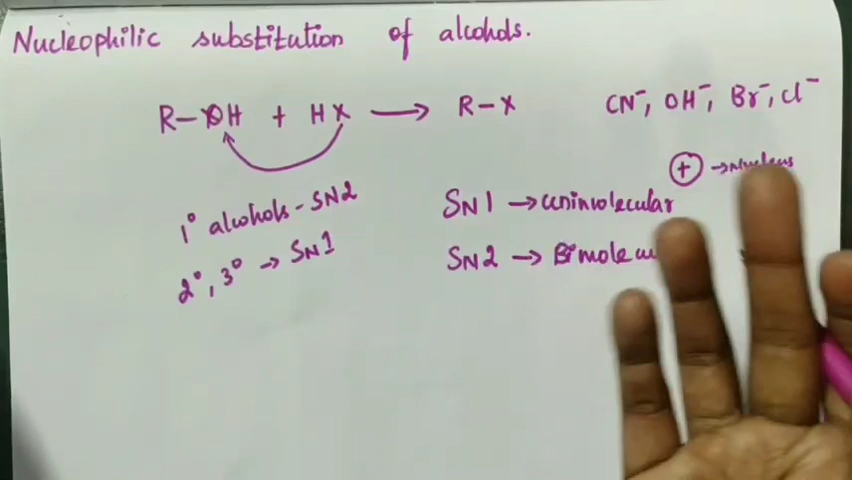 Nucleophilic substitution of alcohols.
R-OH + HX → R-X
CN⁻, OH⁻, Br⁻, Cl⁻
+ → Nucleus
1° alcohols - SN2
2°, 3° → SN1
SN1 → unimolecular
SN2 →